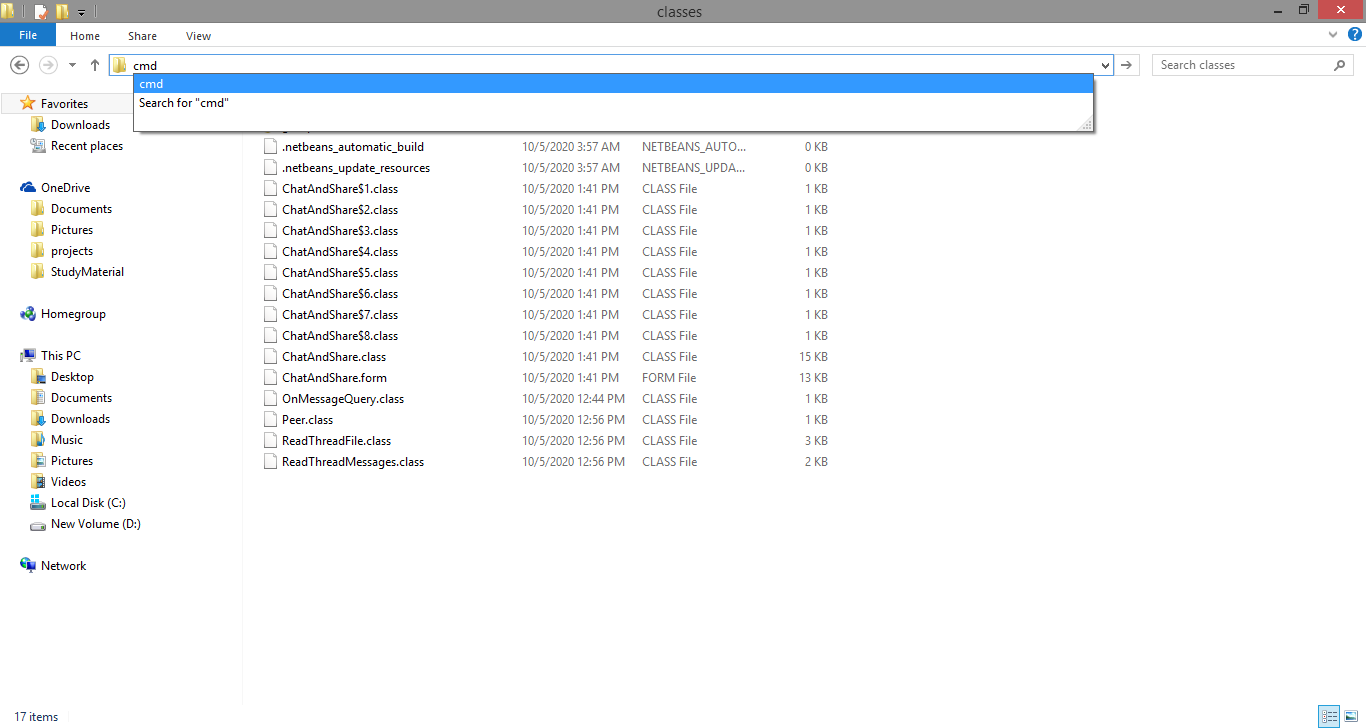 classes
File Home Share View
cmd
Search classes
cmd
Search for "cmd"
Favorites
Downloads
Recent places
OneDrive
Documents
Pictures
projects
StudyMaterial
Homegroup
This PC
Desktop
Documents
Downloads
Music
Pictures
Videos
Local Disk (C:)
New Volume (D:)
Network
.netbeans_automatic_build 10/5/2020 3:57 AM NETBEANS_AUTO... 0 KB
.netbeans_update_resources 10/5/2020 3:57 AM NETBEANS_UPDA... 0 KB
ChatAndShare$1.class 10/5/2020 1:41 PM CLASS File 1 KB
ChatAndShare$2.class 10/5/2020 1:41 PM CLASS File 1 KB
ChatAndShare$3.class 10/5/2020 1:41 PM CLASS File 1 KB
ChatAndShare$4.class 10/5/2020 1:41 PM CLASS File 1 KB
ChatAndShare$5.class 10/5/2020 1:41 PM CLASS File 1 KB
ChatAndShare$6.class 10/5/2020 1:41 PM CLASS File 1 KB
ChatAndShare$7.class 10/5/2020 1:41 PM CLASS File 1 KB
ChatAndShare$8.class 10/5/2020 1:41 PM CLASS File 1 KB
ChatAndShare.class 10/5/2020 1:41 PM CLASS File 15 KB
ChatAndShare.form 10/5/2020 1:41 PM FORM File 13 KB
OnMessageQuery.class 10/5/2020 12:44 PM CLASS File 1 KB
Peer.class 10/5/2020 12:56 PM CLASS File 1 KB
ReadThreadFile.class 10/5/2020 12:56 PM CLASS File 3 KB
ReadThreadMessages.class 10/5/2020 12:56 PM CLASS File 2 KB
17 items